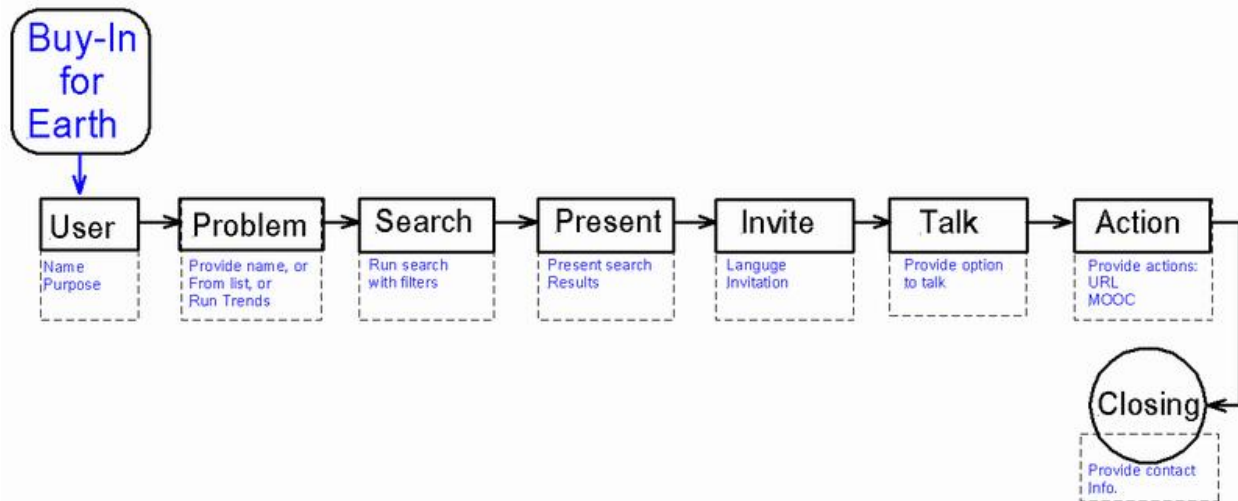 Buy-In
for
Earth
User
Name
Purpose
Problem
Provide name, or
From list, or
Run Trends
Search
Run search
with filters
Present
Present search
Results
Invite
Languge
Invitation
Talk
Provide option
to talk
Action
Provide actions:
URL
MOOC
Closing
Provide contact
Info.